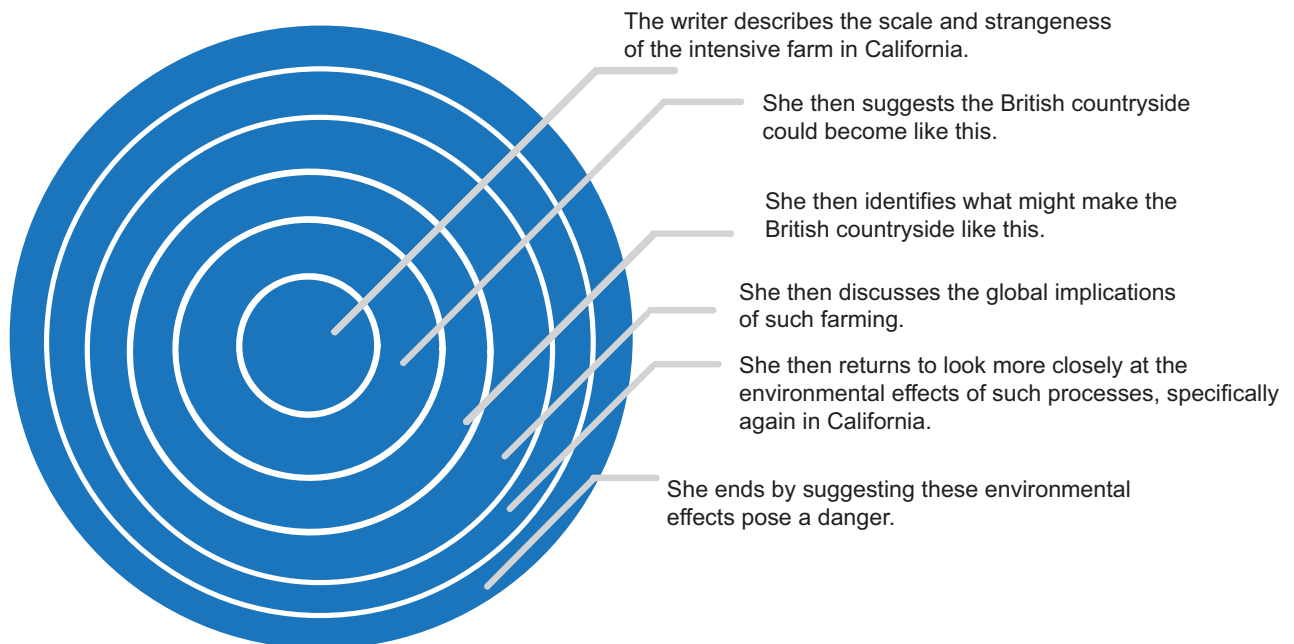 The writer describes the scale and strangeness
of the intensive farm in California.
She then suggests the British countryside
could become like this.
She then identifies what might make the
British countryside like this.
She then discusses the global implications
of such farming.
She then returns to look more closely at the
environmental effects of such processes, specifically
again in California.
She ends by suggesting these environmental
effects pose a danger.